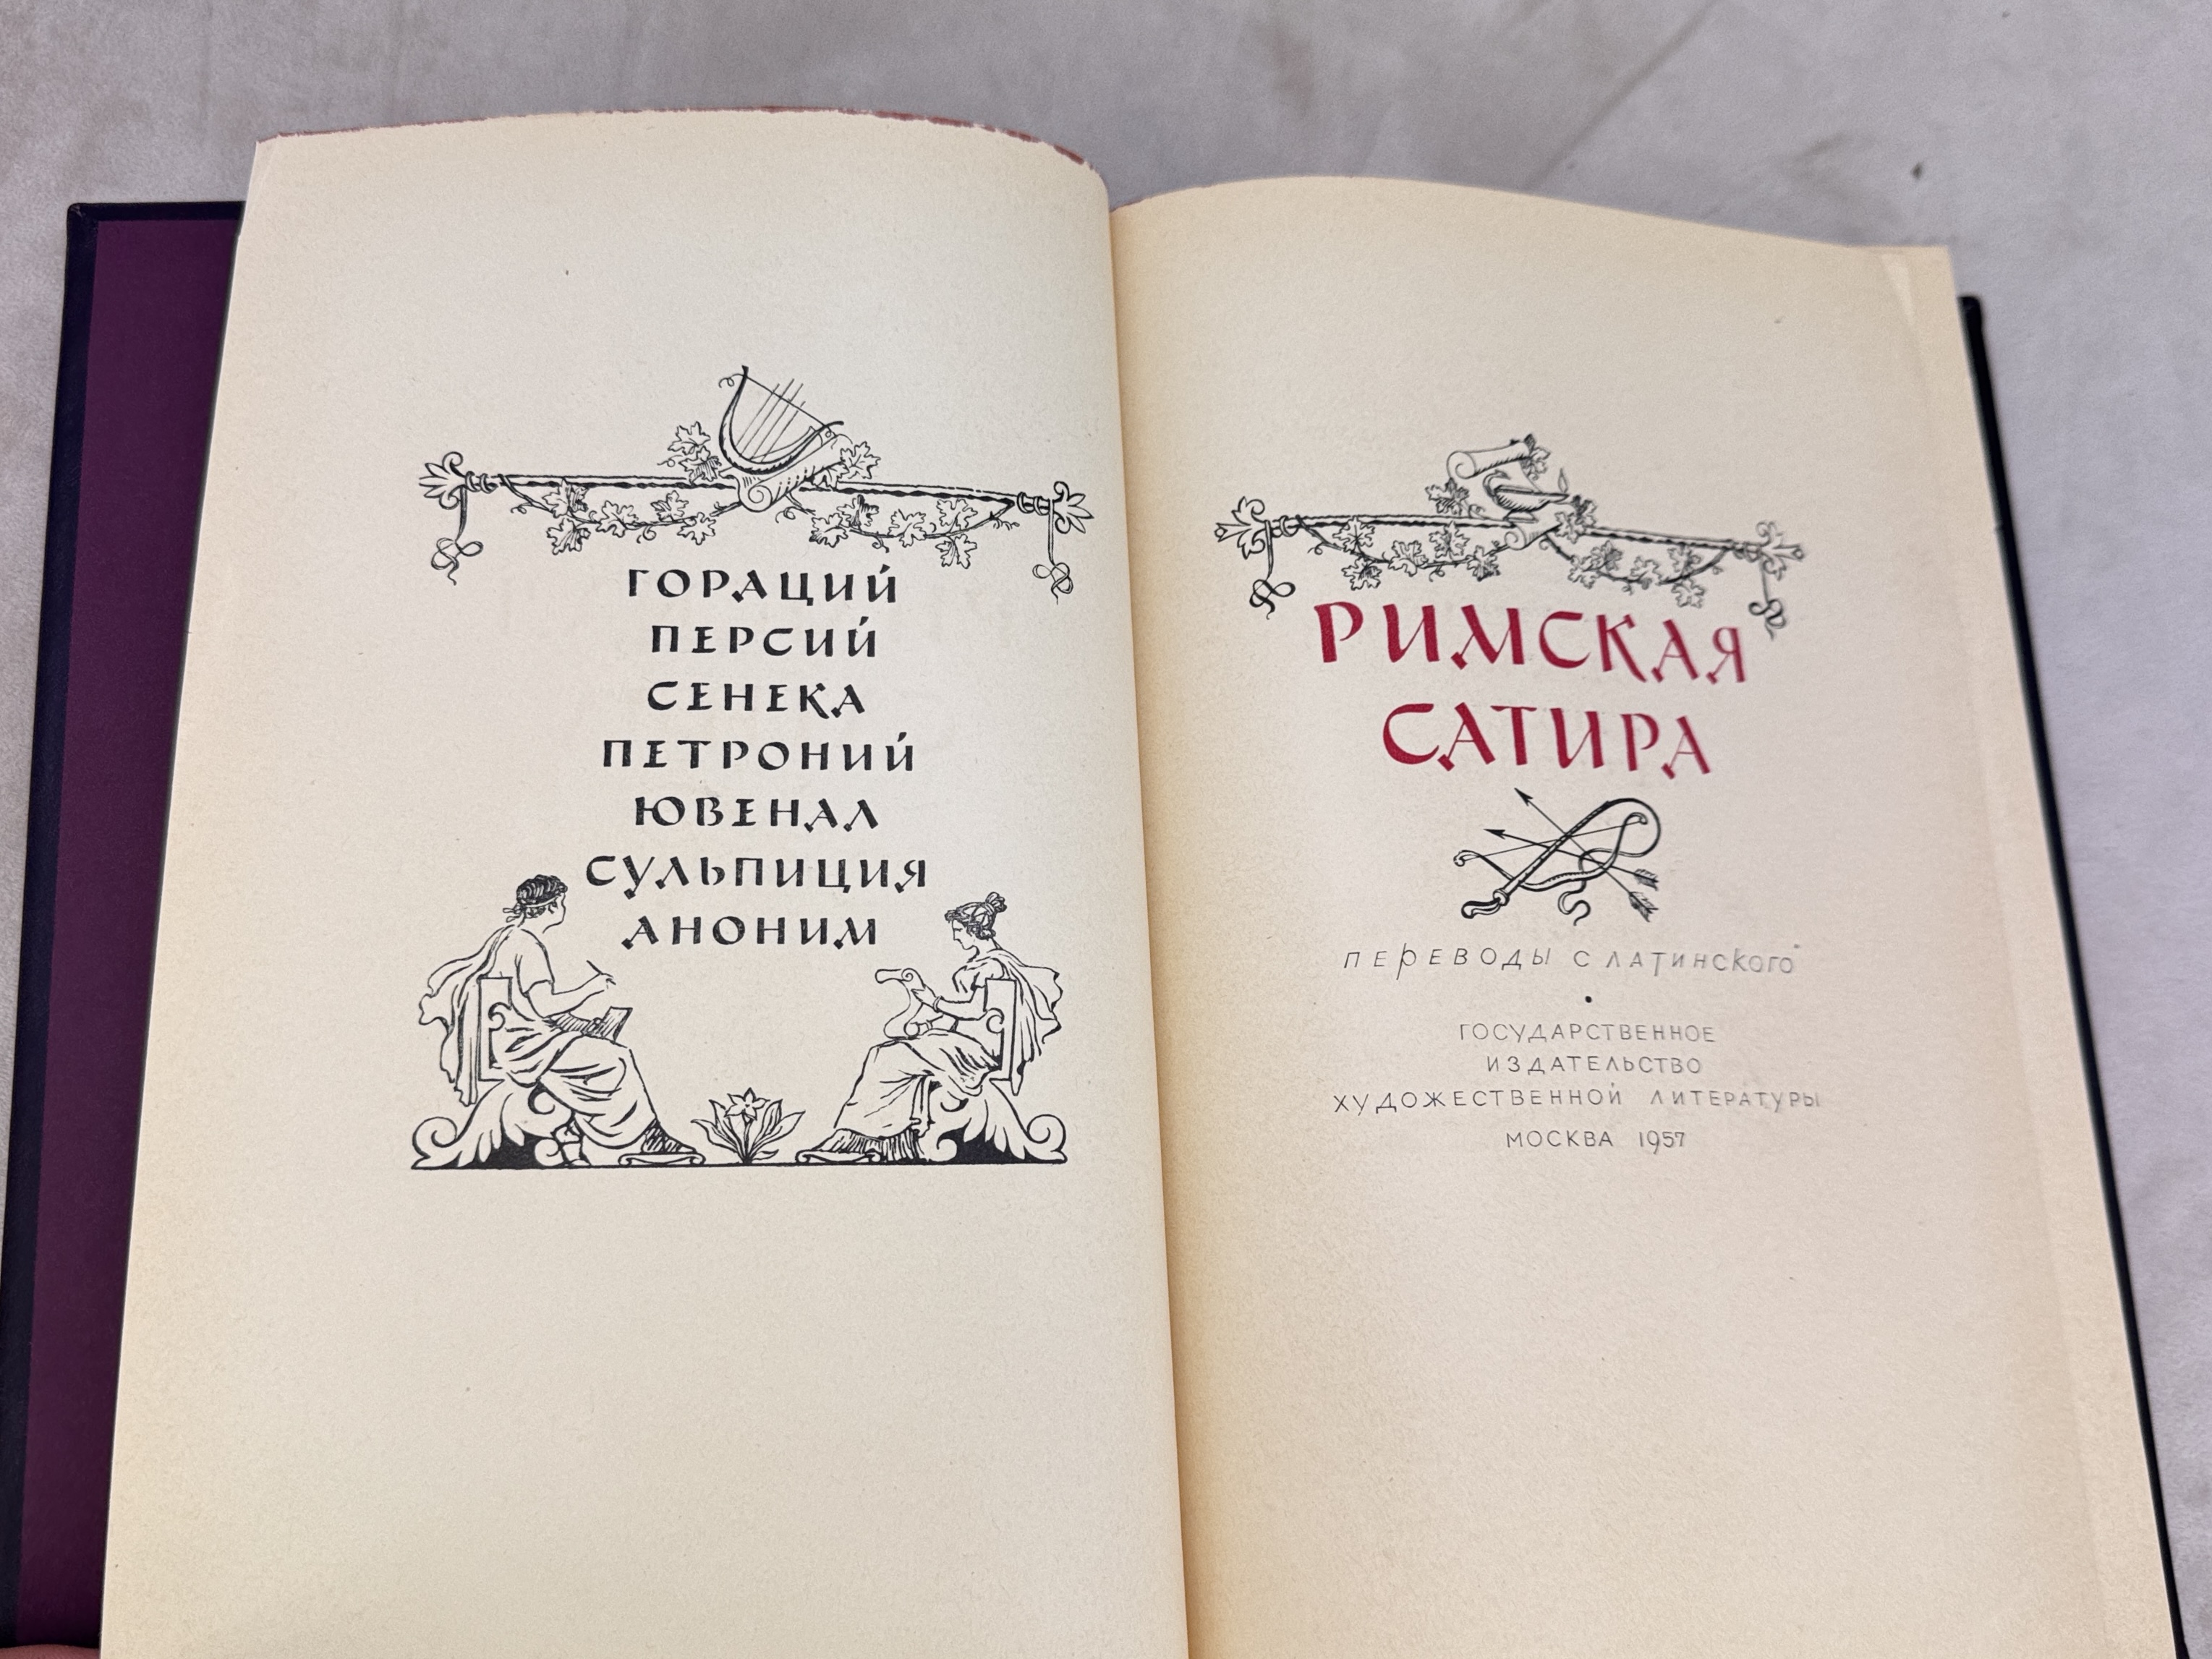 ГОРАЦИЙ
ПЕРСИЙ
СЕНЕКА
ПЕТРОНИЙ
ЮВЕНАЛ
СУЛЬПИЦИЯ
АНОНИМ
РИМСКАЯ
САТИРА
ПЕРЕВОДЫ С ЛАТИНСКОГО
ГОСУДАРСТВЕННОЕ
ИЗДАТЕЛЬСТВО
ХУДОЖЕСТВЕННОЙ ЛИТЕРАТУРЫ
МОСКВА 1957